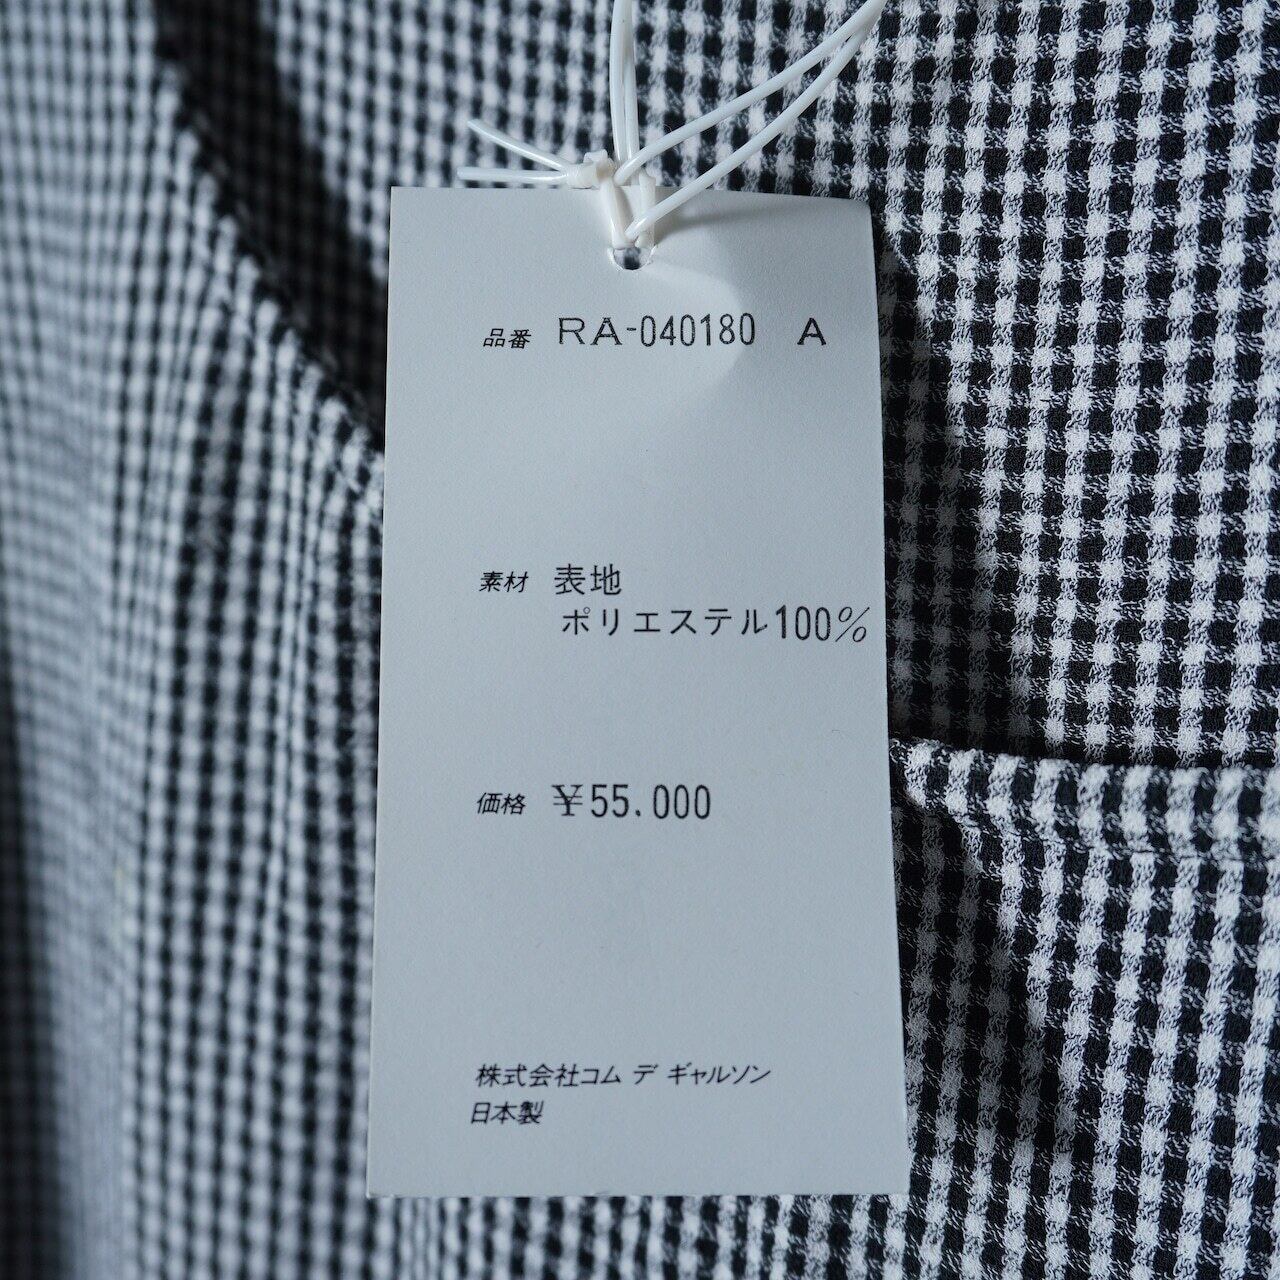 品番 RA-040180 A
素材 表地
ポリエステル100%
価格 ¥55.000
株式会社コム デ ギャルソン
日本製